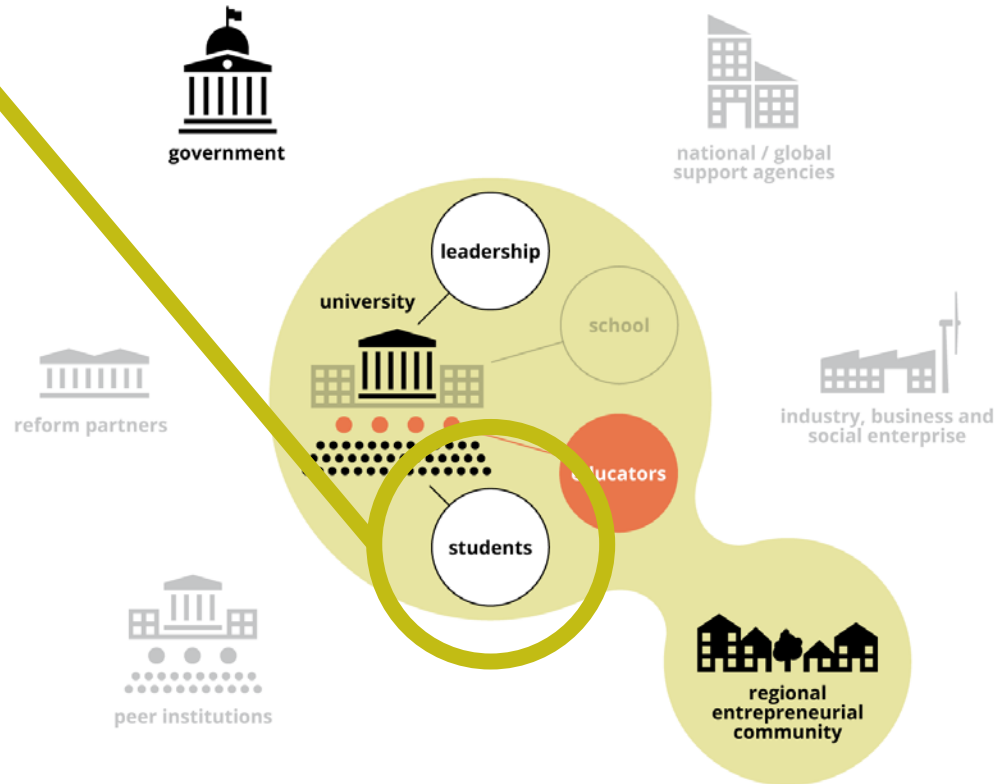 government
national / global
support agencies
leadership
university
school
reform partners
industry, business and
social enterprise
educators
students
peer institutions
regional
entrepreneurial
community